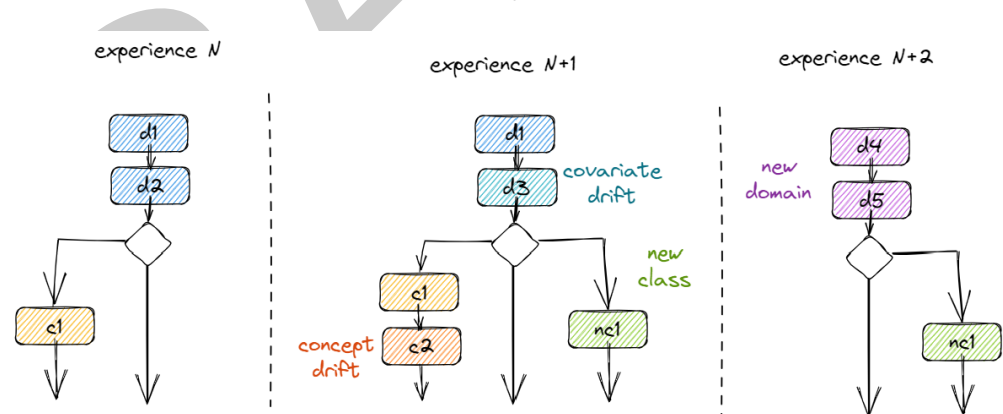 experience N
d1
d2
c1
experience N+1
d1
d3
covariate
drift
new
class
c1
c2
concept
drift
nc1
experience N+2
new
domain
d4
d5
nc1